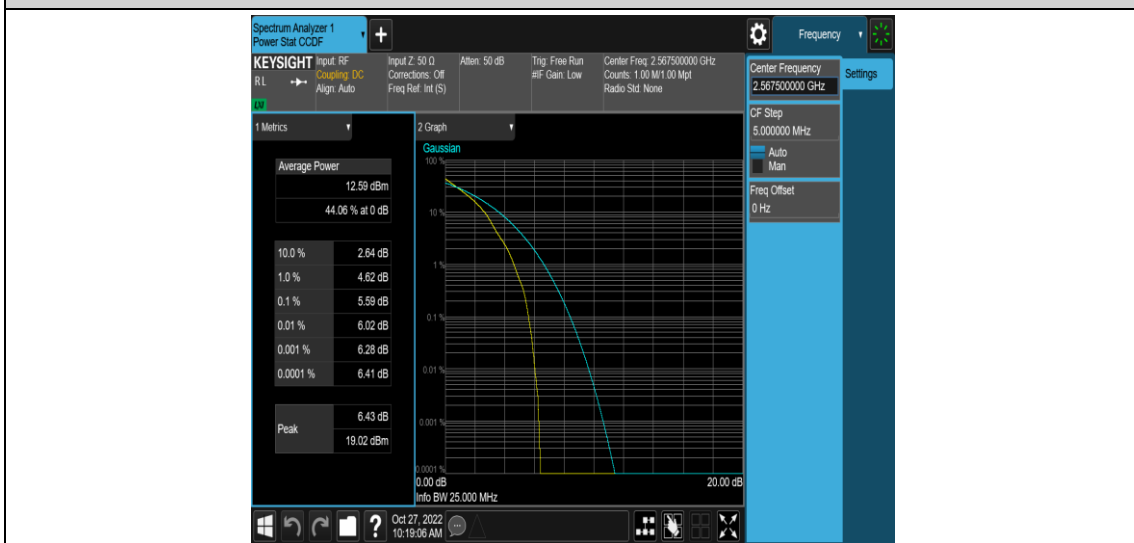 Spectrum Analyzer 1
Power Stat CCDF
+
Frequency
KEYSIGHT
RL
LXI
Input: RF
Coupling: DC
Align: Auto
Input Z: 50 Ω
Corrections: Off
Freq Ref: Int (S)
Atten: 50 dB
Trig: Free Run
#IF Gain: Low
Center Freq: 2.567500000 GHz
Counts: 1.00 M/1.00 Mpt
Radio Std: None
Center Frequency
2.567500000 GHz
Settings
CF Step
5.000000 MHz
Auto
Man
Freq Offset
0 Hz
1 Metrics
Average Power
12.59 dBm
44.06 % at 0 dB
10.0 % 2.64 dB
1.0 % 4.62 dB
0.1 % 5.59 dB
0.01 % 6.02 dB
0.001 % 6.28 dB
0.0001 % 6.41 dB
Peak
6.43 dB
19.02 dBm
2 Graph
Gaussian
100 %
10 %
1 %
0.1 %
0.01 %
0.001 %
0.0001 %
0.00 dB 20.00 dB
Info BW 25.000 MHz
?
Oct 27, 2022
10:19:06 AM